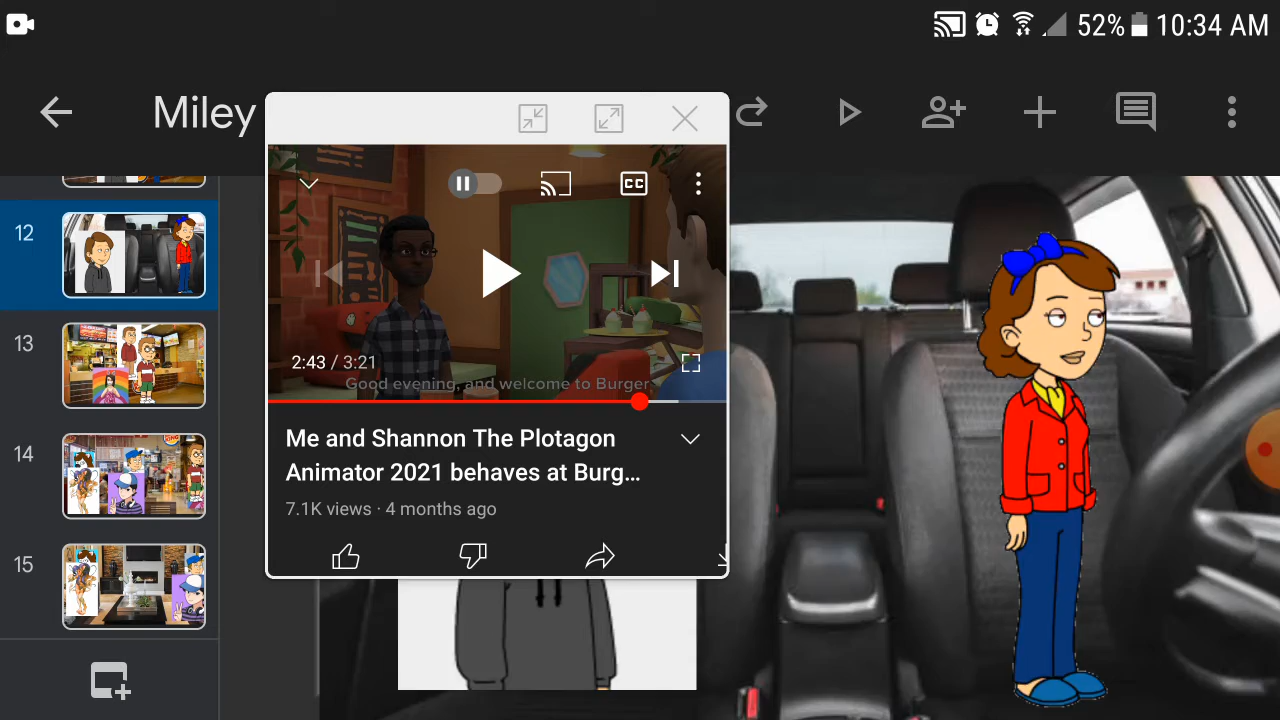 52% 10:34 AM
Miley
CC
2:43 / 3:21
Good evening, and welcome to Burger
Me and Shannon The Plotagon
Animator 2021 behaves at Burg...
7.1K views · 4 months ago
12
13
14
15